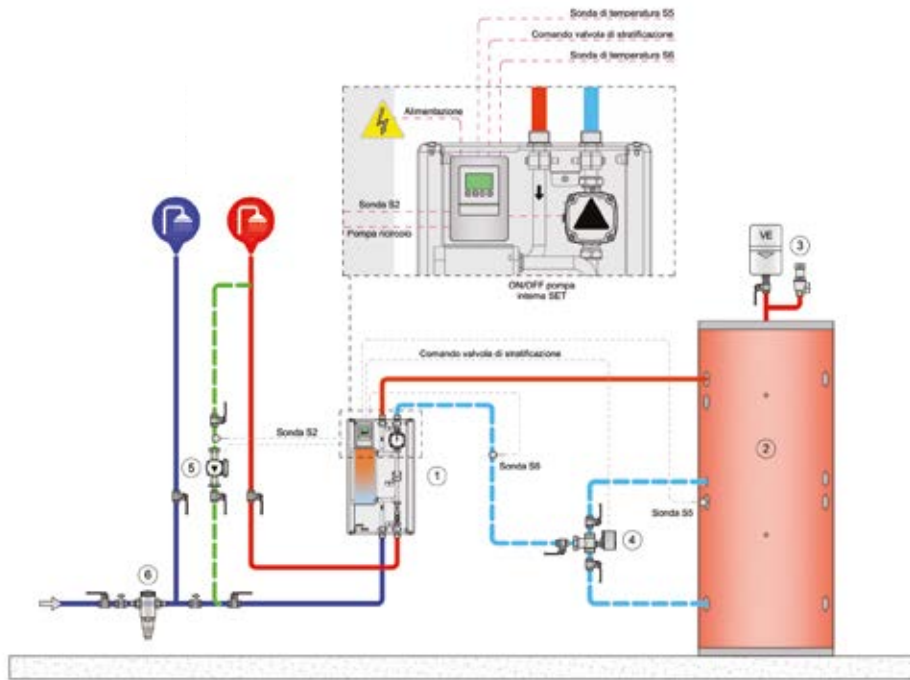 Sonda di temperatura S5
Comando valvola di stratificazione
Sonda di temperatura S6
Alimentazione
Sonda S2
Pompa ricircolo
ON/OFF pompa
interna SET
VE
3
Comando valvola di stratificazione
Sonda S2
5
1
Sonda S6
2
Sonda S5
4
6